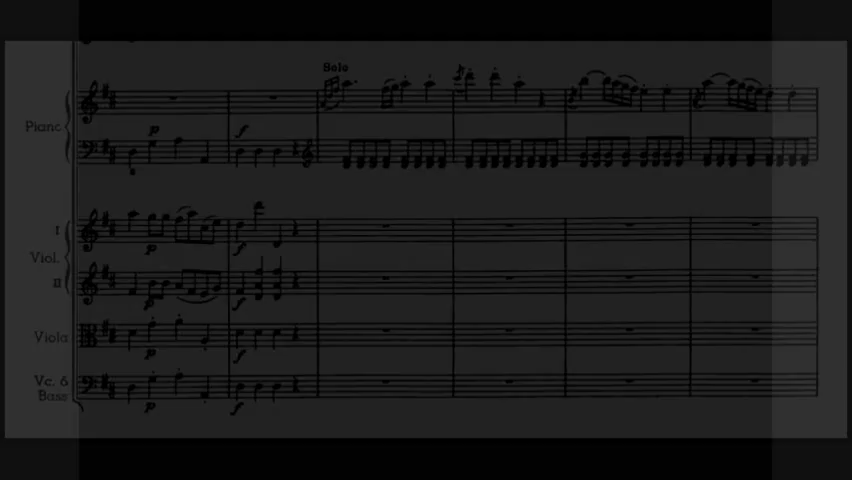 Solo
Piano
p f
I
Viol.
p f
II
p f
Viola
p f
Vc. &
Bass
p f